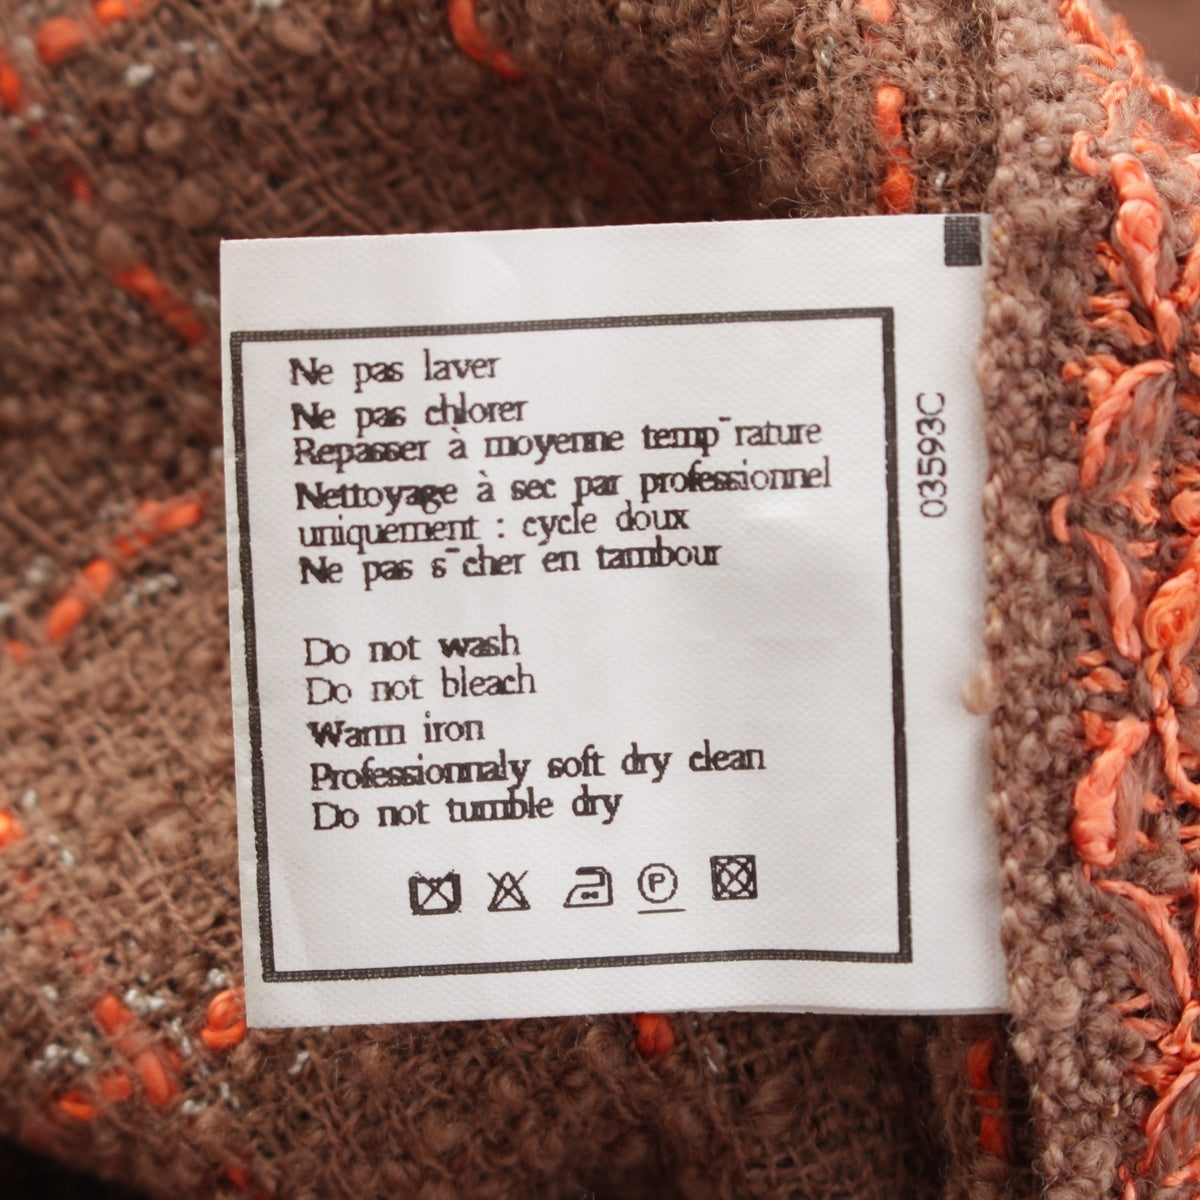 Ne pas laver
Ne pas chlorer
Repasser à moyenne temp¯rature
Nettoyage à sec par professionnel
uniquement : cycle doux
Ne pas s¯cher en tambour
Do not wash
Do not bleach
Warm iron
Professionnaly soft dry clean
Do not tumble dry
P
03593C